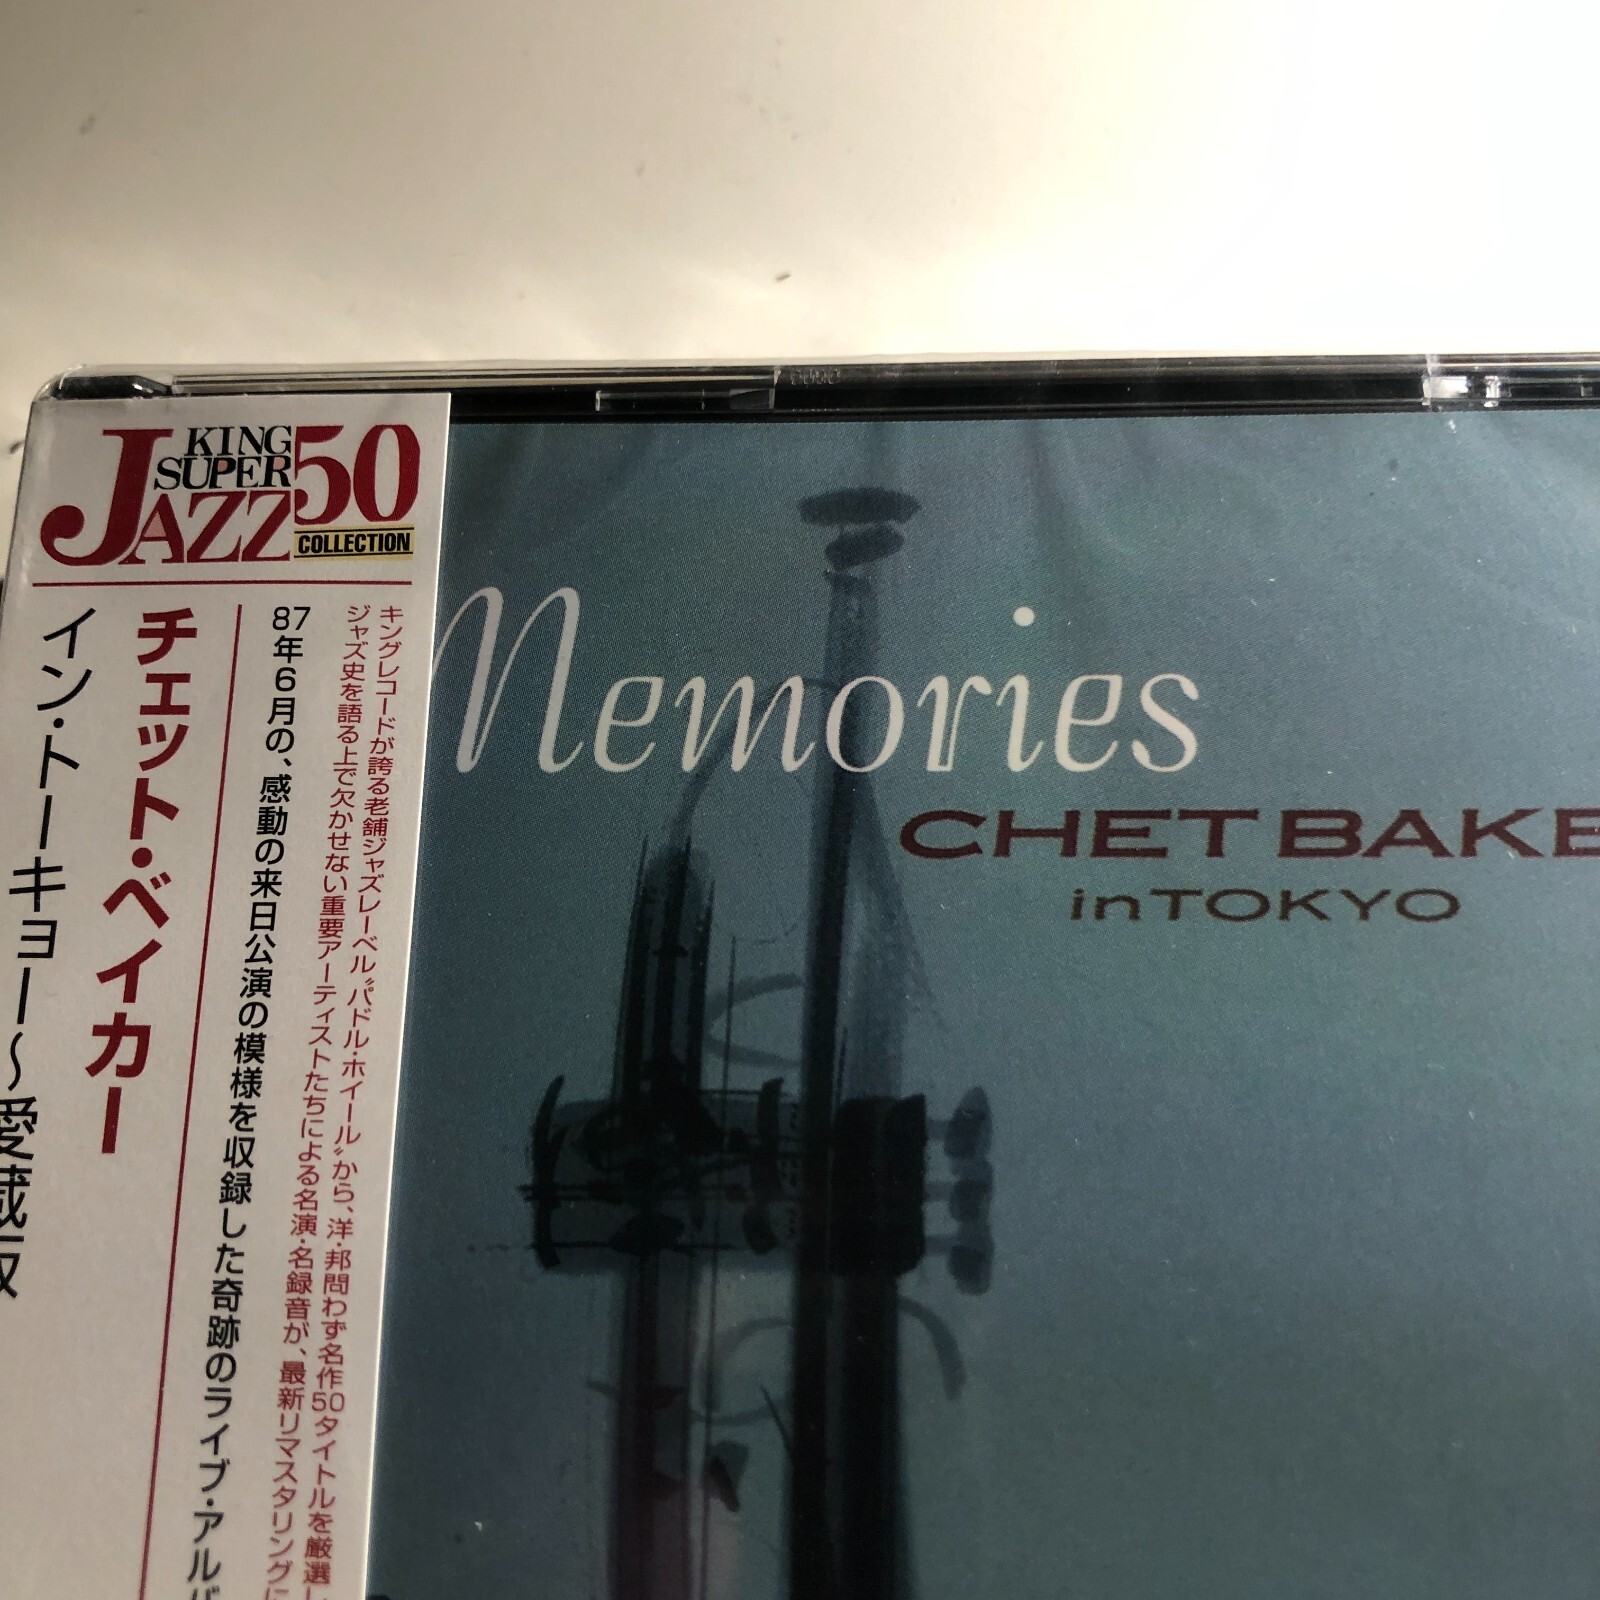 KING
SUPER
JAZZ
50
COLLECTION
キングレコードが誇る老舗ジャズレーベル“パドル・ホイール”から、洋・邦問わず名作50タイトルを厳選し
ジャズ史を語る上で欠かせない重要アーティストたちによる名演・名録音が、最新リマスタリングに
87年6月の、感動の来日公演の模様を収録した奇跡のライブ・アルバ
チェット・ベイカー
イン・トーキョー〜愛蔵版
Memories
CHET BAKE
in TOKYO